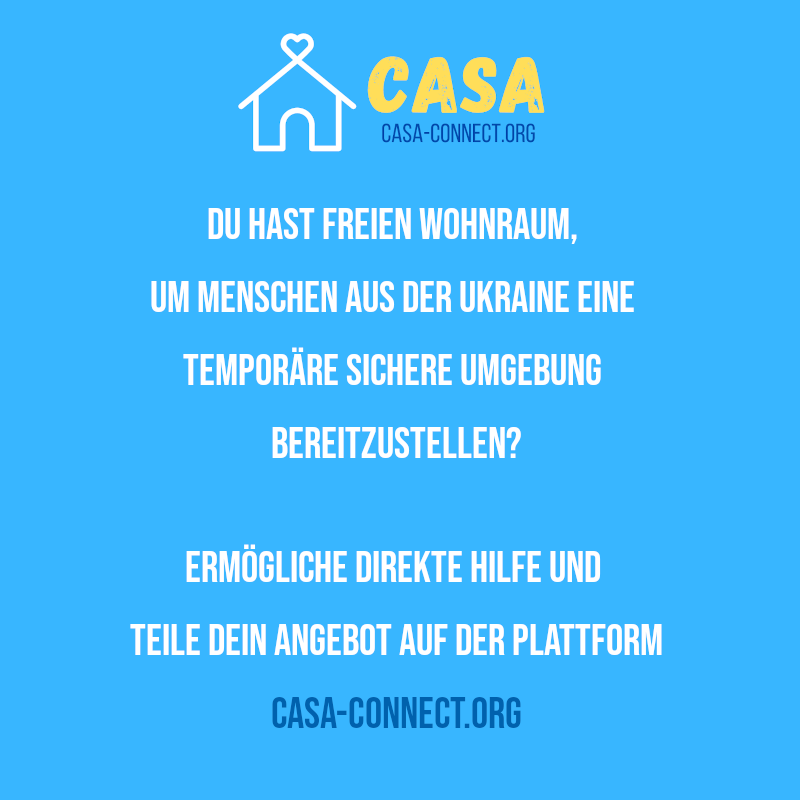 CASA
CASA-CONNECT.ORG
DU HAST FREIEN WOHNRAUM,
UM MENSCHEN AUS DER UKRAINE EINE
TEMPORÄRE SICHERE UMGEBUNG
BEREITZUSTELLEN?
ERMÖGLICHE DIREKTE HILFE UND
TEILE DEIN ANGEBOT AUF DER PLATTFORM
CASA-CONNECT.ORG